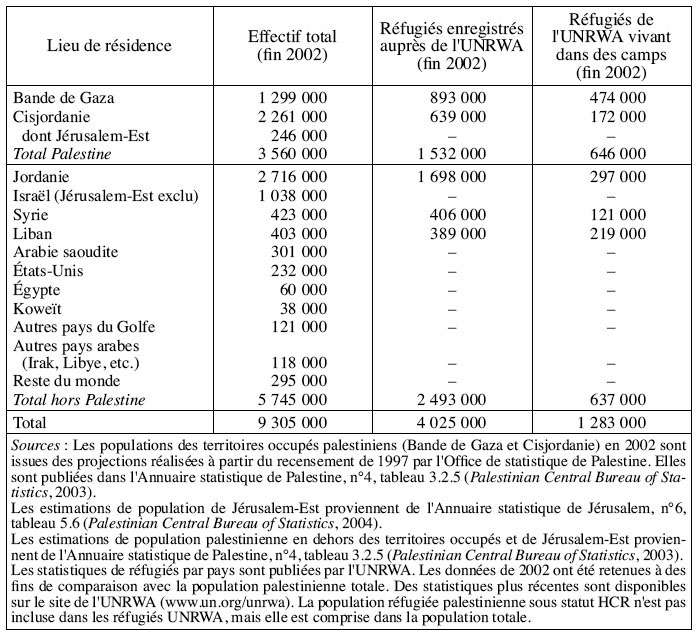 Lieu de résidence Effectif total (fin 2002) Réfugiés enregistrés auprès de l'UNRWA (fin 2002) Réfugiés de l'UNRWA vivant dans des camps (fin 2002)
Bande de Gaza 1 299 000 893 000 474 000
Cisjordanie 2 261 000 639 000 172 000
dont Jérusalem-Est 246 000 – –
Total Palestine 3 560 000 1 532 000 646 000
Jordanie 2 716 000 1 698 000 297 000
Israël (Jérusalem-Est exclu) 1 038 000 – –
Syrie 423 000 406 000 121 000
Liban 403 000 389 000 219 000
Arabie saoudite 301 000 – –
États-Unis 232 000 – –
Égypte 60 000 – –
Koweït 38 000 – –
Autres pays du Golfe 121 000 – –
Autres pays arabes
(Irak, Libye, etc.) 118 000 – –
Reste du monde 295 000 – –
Total hors Palestine 5 745 000 2 493 000 637 000
Total 9 305 000 4 025 000 1 283 000
Sources : Les populations des territoires occupés palestiniens (Bande de Gaza et Cisjordanie) en 2002 sont
issues des projections réalisées à partir du recensement de 1997 par l'Office de statistique de Palestine. Elles
sont publiées dans l'Annuaire statistique de Palestine, n°4, tableau 3.2.5 (Palestinian Central Bureau of Sta-
tistics, 2003).
Les estimations de population de Jérusalem-Est proviennent de l'Annuaire statistique de Jérusalem, n°6,
tableau 5.6 (Palestinian Central Bureau of Statistics, 2004).
Les estimations de population palestinienne en dehors des territoires occupés et de Jérusalem-Est provien-
nent de l'Annuaire statistique de Palestine, n°4, tableau 3.2.5 (Palestinian Central Bureau of Statistics, 2003).
Les statistiques de réfugiés par pays sont publiées par l'UNRWA. Les données de 2002 ont été retenues à des
fins de comparaison avec la population palestinienne totale. Des statistiques plus récentes sont disponibles
sur le site de l'UNRWA (www.un.org/unrwa). La population réfugiée palestinienne sous statut HCR n'est pas
incluse dans les réfugiés UNRWA, mais elle est comprise dans la population totale.